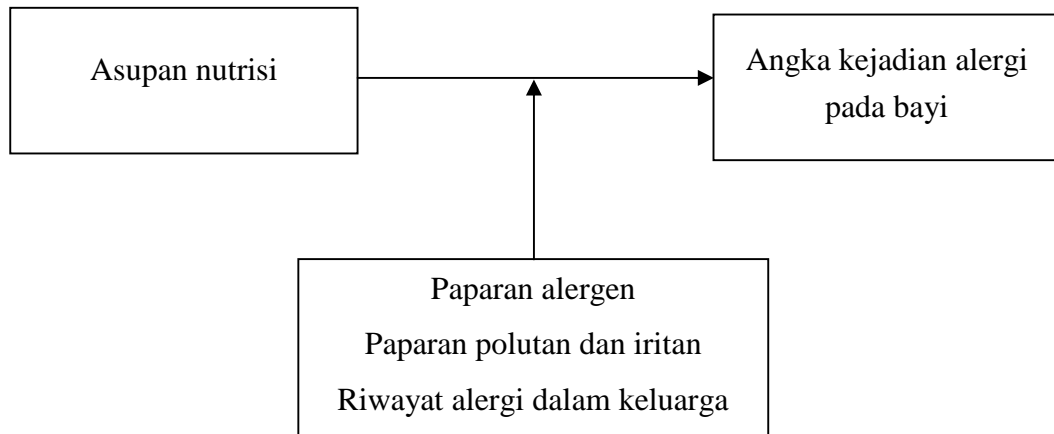 Asupan nutrisi
Angka kejadian alergi
pada bayi
Paparan alergen
Paparan polutan dan iritan
Riwayat alergi dalam keluarga